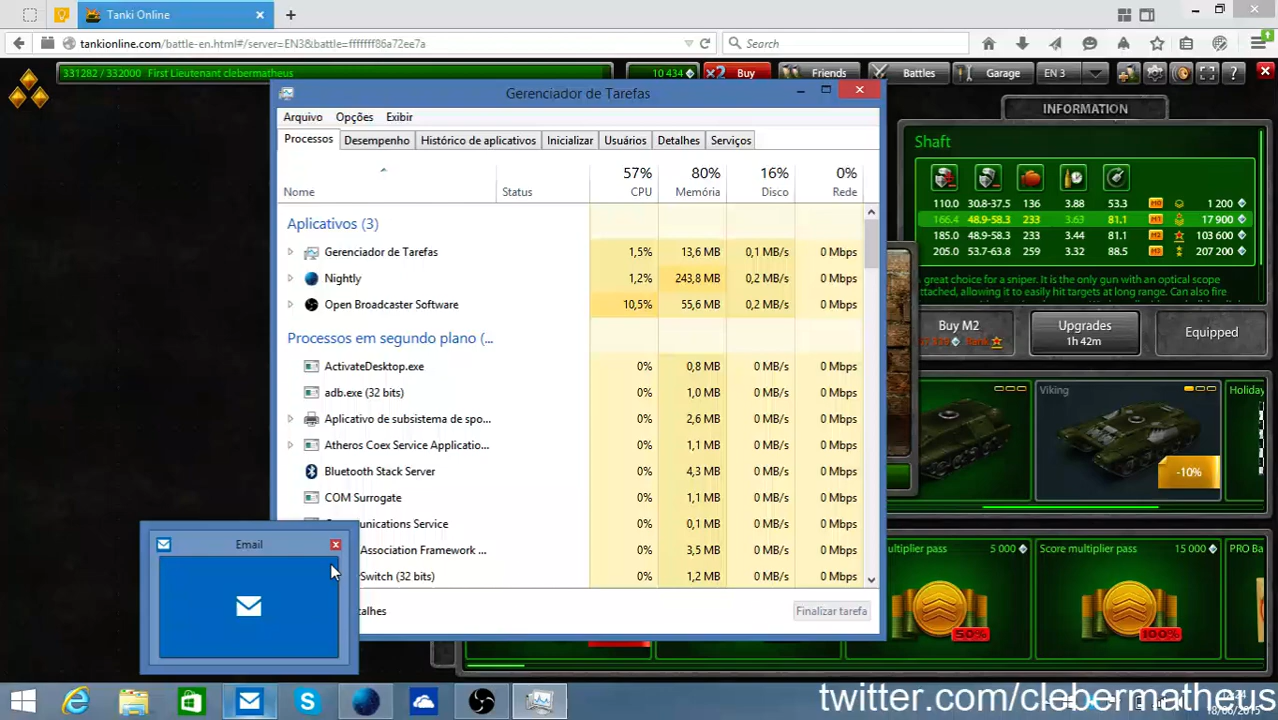 Tanki Online
tankionline.com/battle-en.html#/server=EN3&battle=fffffff86a72ee7a
Search
331282 / 332000 First Lieutenant clebermatheus
10 434
x2 Buy
Friends
Battles
Garage
EN 3
?
Gerenciador de Tarefas
Arquivo Opções Exibir
Processos Desempenho Histórico de aplicativos Inicializar Usuários Detalhes Serviços
57% 80% 16% 0%
Nome Status CPU Memória Disco Rede
Aplicativos (3)
Gerenciador de Tarefas 1,5% 13,6 MB 0,1 MB/s 0 Mbps
Nightly 1,2% 243,8 MB 0,2 MB/s 0 Mbps
Open Broadcaster Software 10,5% 55,6 MB 0,2 MB/s 0 Mbps
Processos em segundo plano (...
ActivateDesktop.exe 0% 0,8 MB 0 MB/s 0 Mbps
adb.exe (32 bits) 0% 1,0 MB 0 MB/s 0 Mbps
Aplicativo de subsistema de spo... 0% 2,6 MB 0 MB/s 0 Mbps
Atheros Coex Service Applicatio... 0% 1,1 MB 0 MB/s 0 Mbps
Bluetooth Stack Server 0% 4,3 MB 0 MB/s 0 Mbps
COM Surrogate 0% 1,1 MB 0 MB/s 0 Mbps
Communications Service 0% 0,1 MB 0 MB/s 0 Mbps
Association Framework ... 0% 3,5 MB 0 MB/s 0 Mbps
Switch (32 bits) 0% 1,2 MB 0 MB/s 0 Mbps
Finalizar tarefa
Email
INFORMATION
Shaft
110.0 30.8-37.5 136 3.88 53.3 M0 1 200
166.4 48.9-58.3 233 3.63 81.1 M1 17 900
185.0 48.9-58.3 233 3.44 81.1 M2 103 600
205.0 53.7-63.8 259 3.32 88.5 M3 207 200
great choice for a sniper. It is the only gun with an optical scope
attached, allowing it to easily hit targets at long range. Can also fire
Buy M2
Rank
Upgrades
1h 42m
Equipped
Viking
Holiday
-10%
multiplier pass 5 000
50%
Score multiplier pass 15 000
100%
PRO Ba
twitter.com/clebermatheus